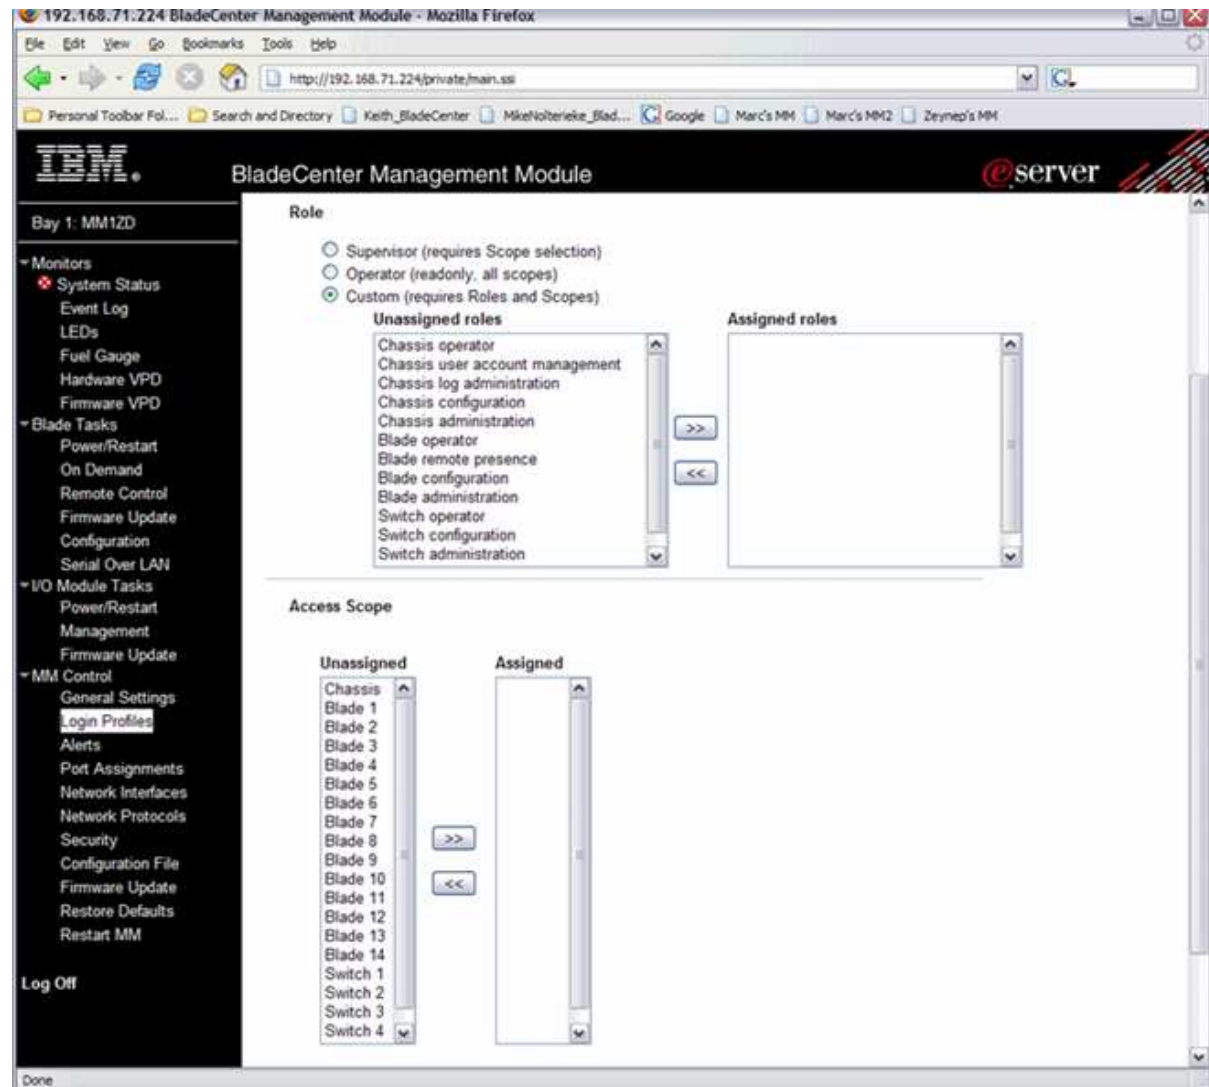 192.168.71.224 BladeCenter Management Module - Mozilla Firefox
File Edit View Go Bookmarks Tools Help
http://192.168.71.224/private/main.ssi
Personal Toolbar Fol... Search and Directory Keith_BladeCenter MikeNolterieke_Blad... Google Marc's MM Marc's MM2 Zeynep's MM
IBM.
BladeCenter Management Module
eserver
Bay 1: MM1ZD
Monitors
System Status
Event Log
LEDs
Fuel Gauge
Hardware VPD
Firmware VPD
Blade Tasks
Power/Restart
On Demand
Remote Control
Firmware Update
Configuration
Serial Over LAN
I/O Module Tasks
Power/Restart
Management
Firmware Update
MM Control
General Settings
Login Profiles
Alerts
Port Assignments
Network Interfaces
Network Protocols
Security
Configuration File
Firmware Update
Restore Defaults
Restart MM
Log Off
Role
Supervisor (requires Scope selection)
Operator (readonly, all scopes)
Custom (requires Roles and Scopes)
Unassigned roles
Chassis operator
Chassis user account management
Chassis log administration
Chassis configuration
Chassis administration
Blade operator
Blade remote presence
Blade configuration
Blade administration
Switch operator
Switch configuration
Switch administration
>>
<<
Assigned roles
Access Scope
Unassigned
Chassis
Blade 1
Blade 2
Blade 3
Blade 4
Blade 5
Blade 6
Blade 7
Blade 8
Blade 9
Blade 10
Blade 11
Blade 12
Blade 13
Blade 14
Switch 1
Switch 2
Switch 3
Switch 4
>>
<<
Assigned
Done